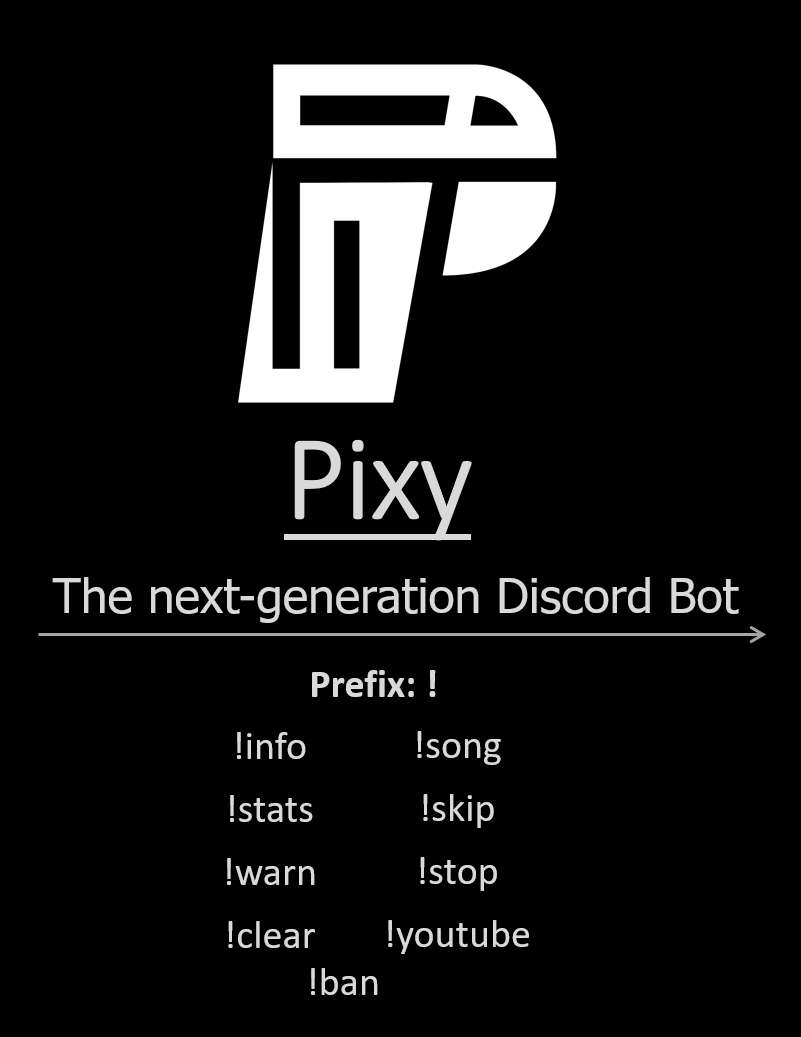 P
Pixy
The next-generation Discord Bot
Prefix: !
!info !song
!stats !skip
!warn !stop
!clear !youtube
!ban